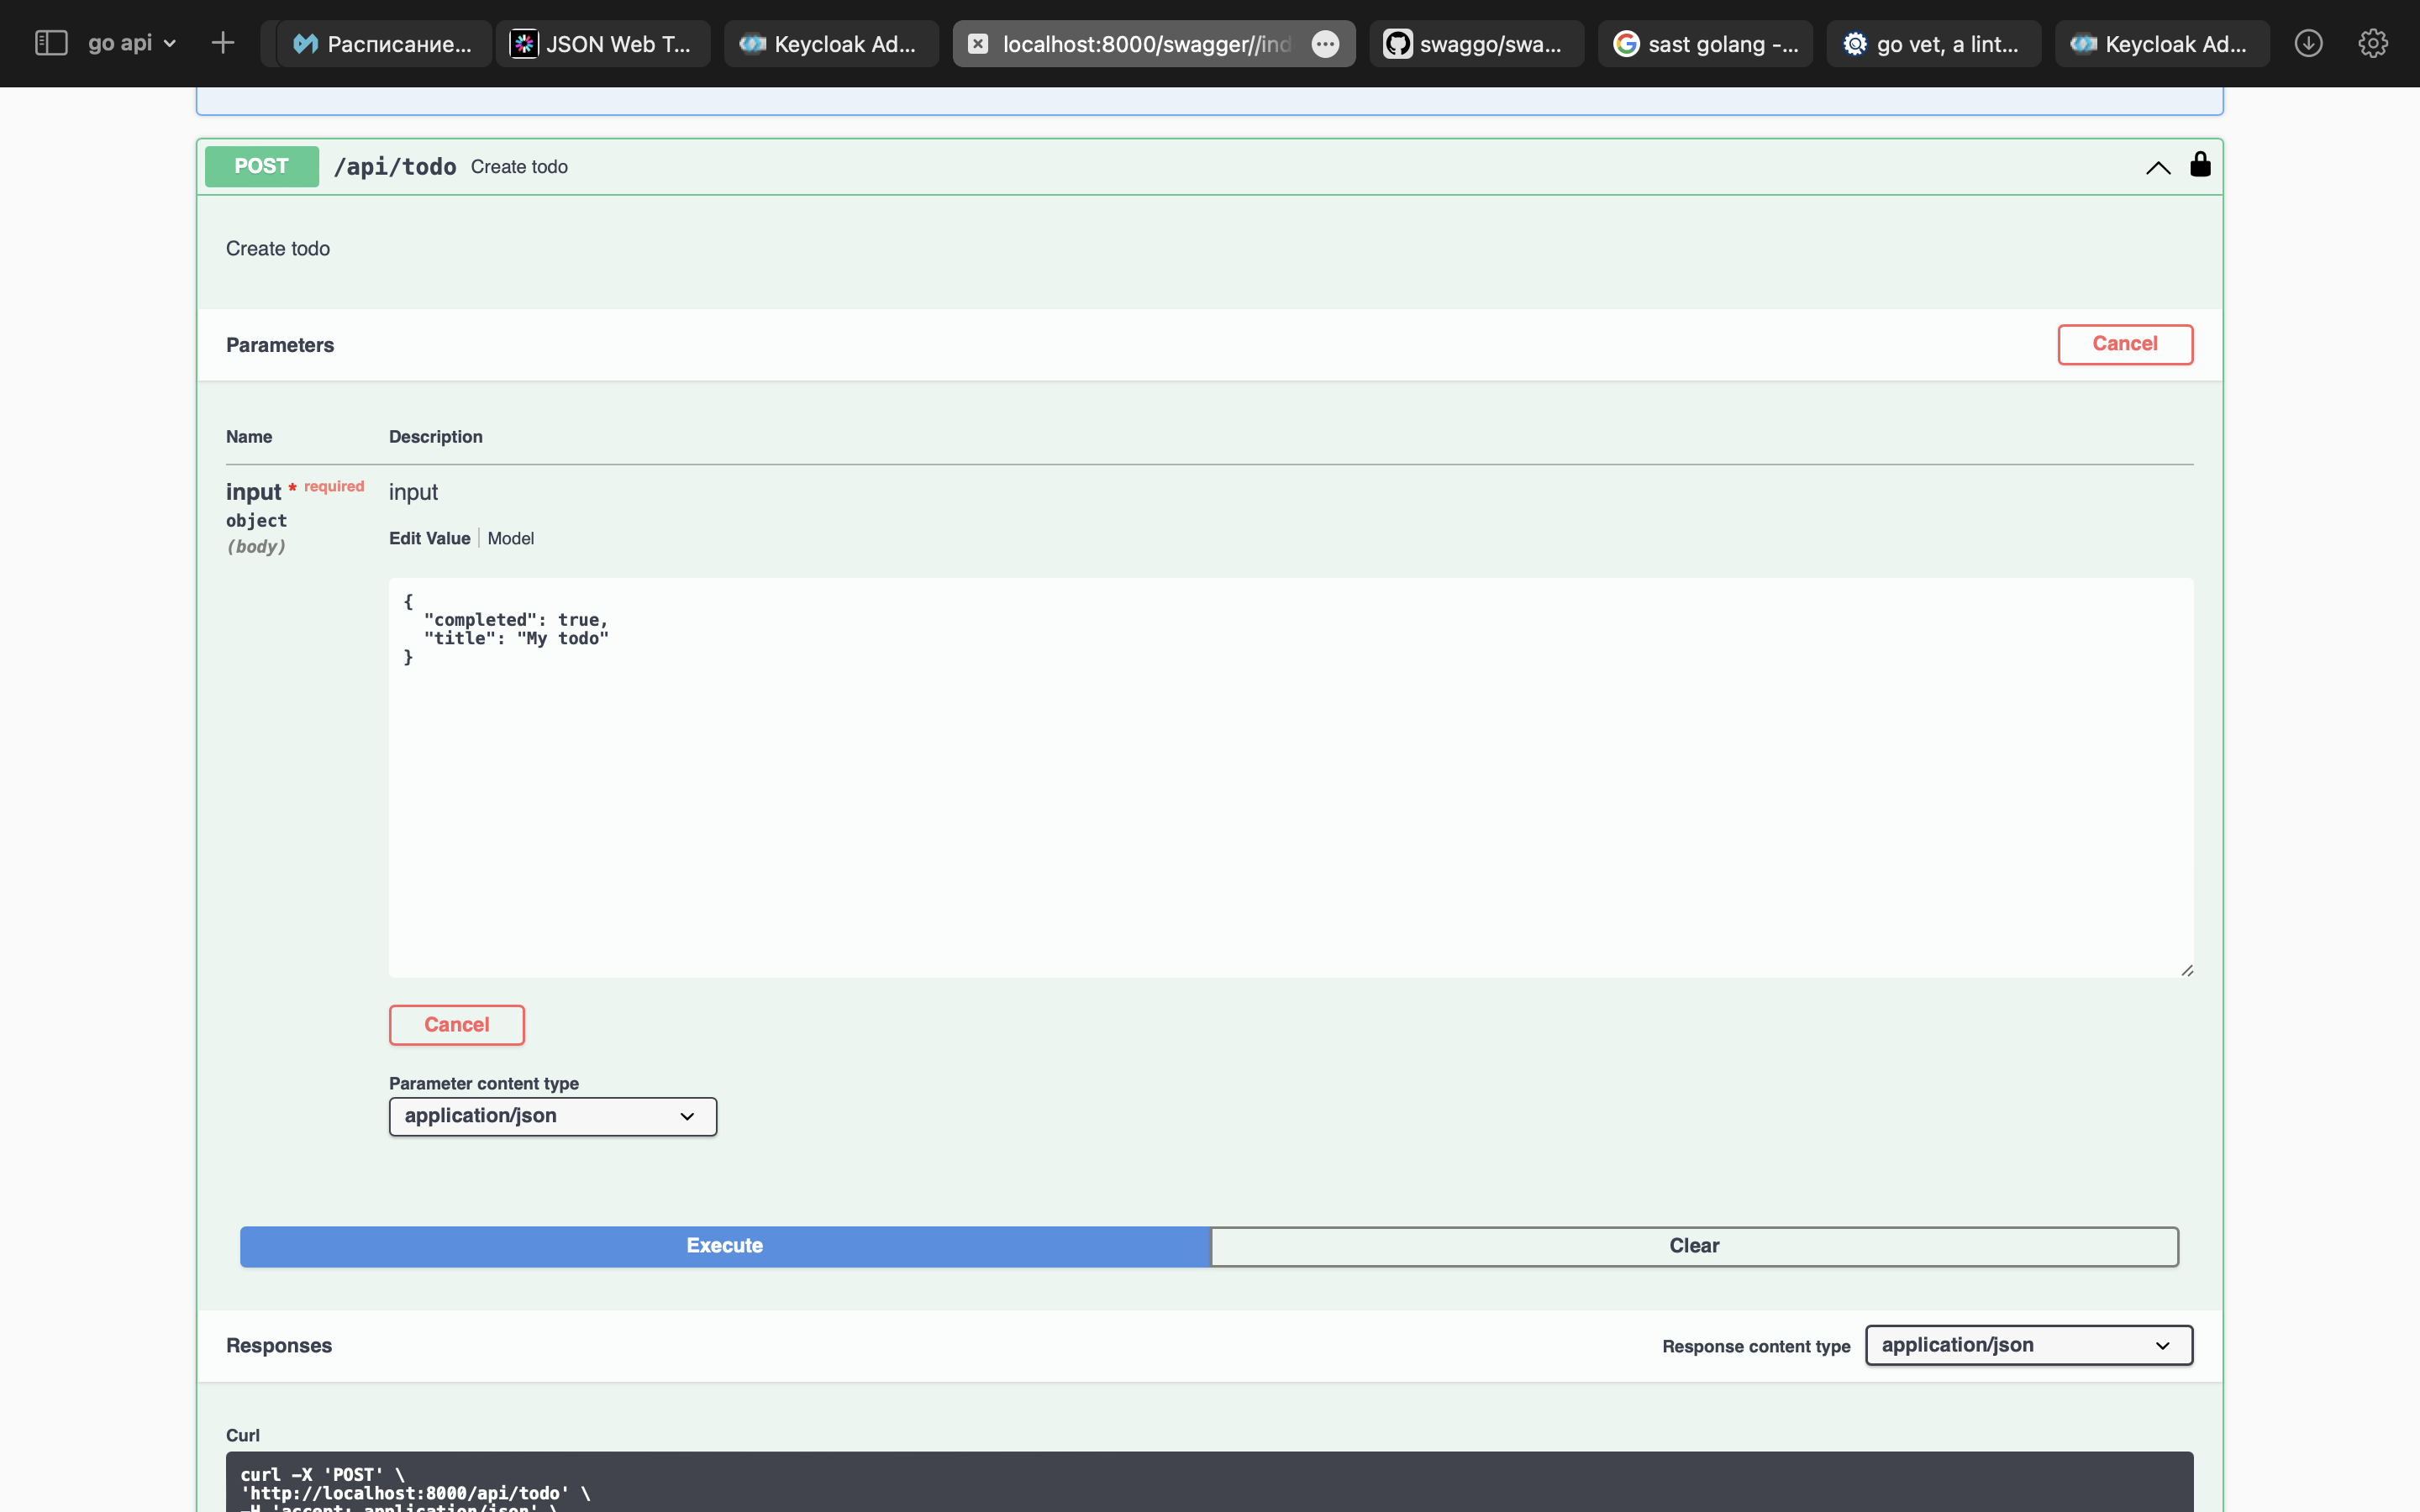 go api
Расписание...
JSON Web T...
Keycloak Ad...
localhost:8000/swagger//ind
swaggo/swa...
sast golang -...
go vet, a lint...
Keycloak Ad...
POST /api/todo Create todo
Create todo
Parameters
Cancel
Name Description
input * required input
object
(body)
Edit Value Model
{
"completed": true,
"title": "My todo"
}
Cancel
Parameter content type
application/json
Execute Clear
Responses Response content type application/json
Curl
curl -X 'POST' \
'http://localhost:8000/api/todo' \
-H 'accept: application/json' \